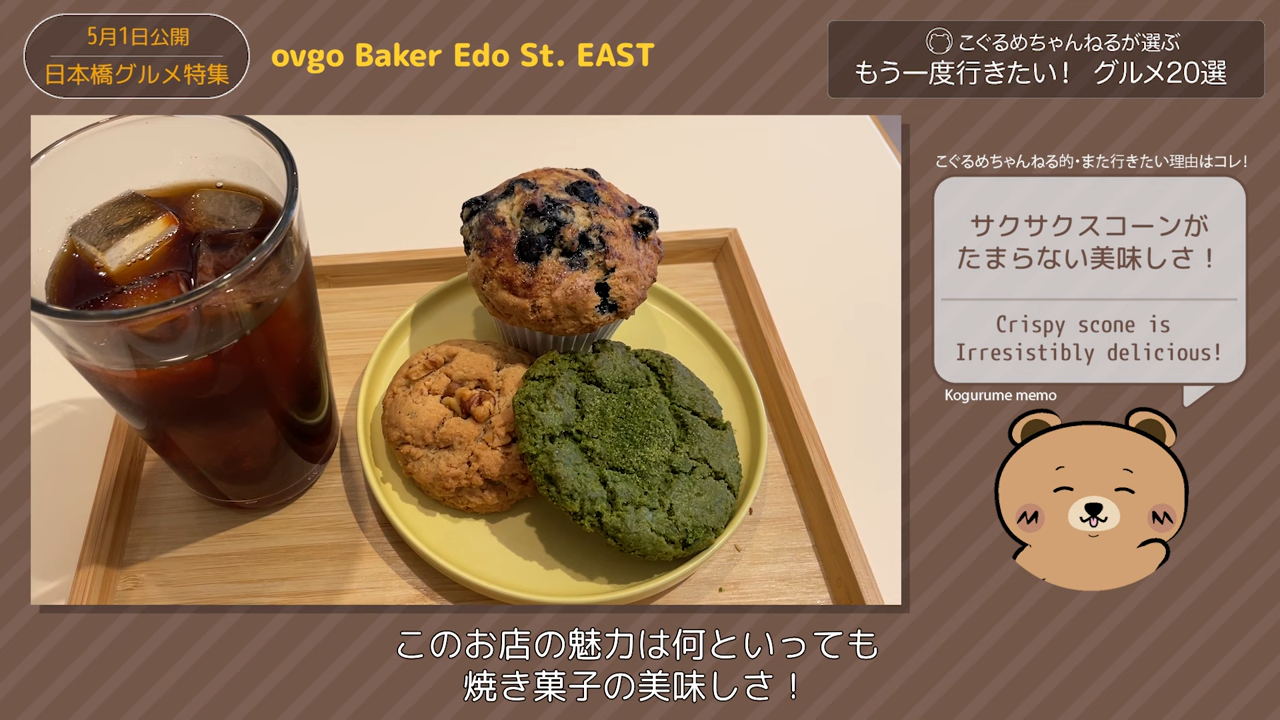 5月1日公開
日本橋グルメ特集
ovgo Baker Edo St. EAST
こぐるめちゃんねるが選ぶ
もう一度行きたい! グルメ20選
こぐるめちゃんねる的・また行きたい理由はコレ!
サクサクスコーンが
たまらない美味しさ!
Crispy scone is
Irresistibly delicious!
Kogurume memo
このお店の魅力は何といっても
焼き菓子の美味しさ!